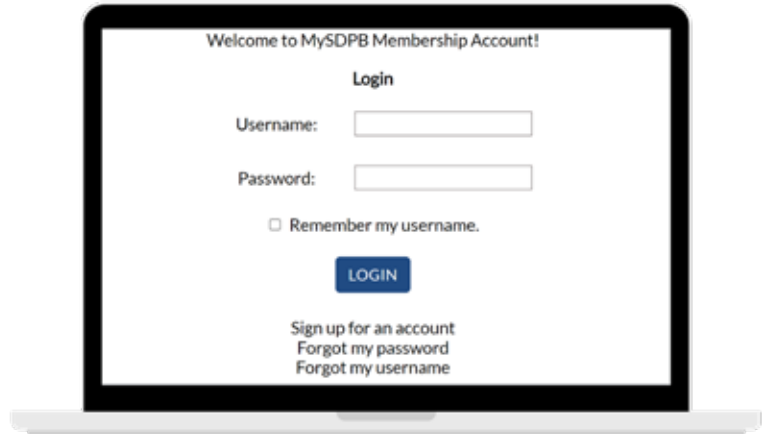 Welcome to MySDPB Membership Account!
Login
Username:
Password:
Remember my username.
LOGIN
Sign up for an account
Forgot my password
Forgot my username